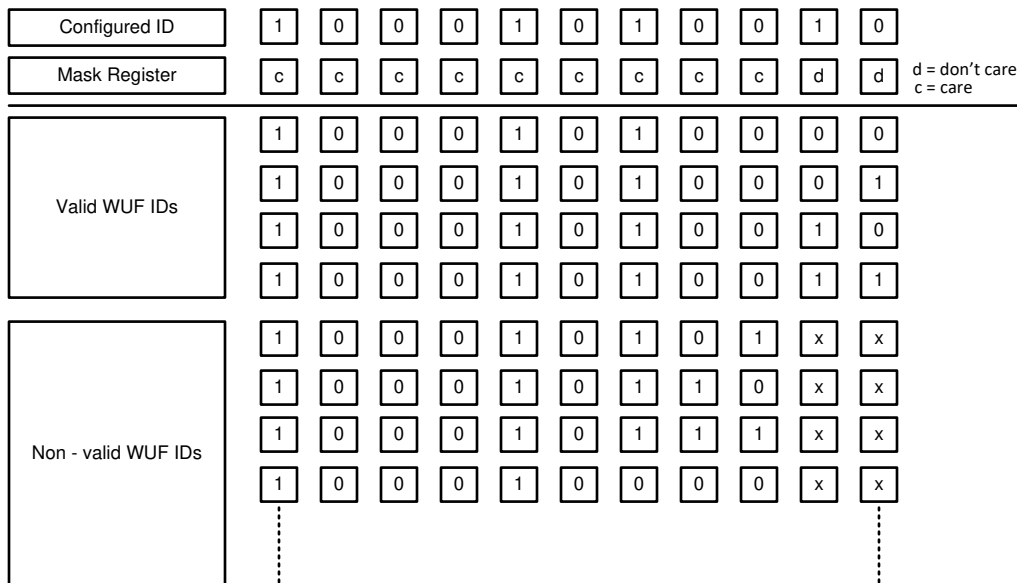 Configured ID 1 0 0 0 1 0 1 0 0 1 0
Mask Register c c c c c c c c c d d d = don’t care
c = care
1 0 0 0 1 0 1 0 0 0 0
1 0 0 0 1 0 1 0 0 0 1
Valid WUF IDs
1 0 0 0 1 0 1 0 0 1 0
1 0 0 0 1 0 1 0 0 1 1
1 0 0 0 1 0 1 0 1 x x
1 0 0 0 1 0 1 1 0 x x
1 0 0 0 1 0 1 1 1 x x
Non - valid WUF IDs
1 0 0 0 1 0 0 0 0 x x